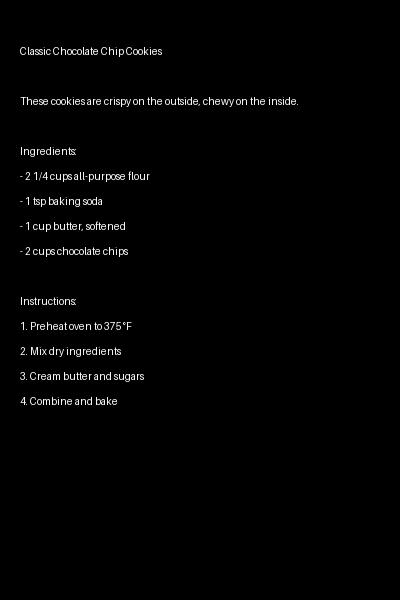 Classic Chocolate Chip Cookies
These cookies are crispy on the outside, chewy on the inside.
Ingredients:
- 2 1/4 cups all-purpose flour
- 1 tsp baking soda
- 1 cup butter, softened
- 2 cups chocolate chips
Instructions:
1. Preheat oven to 375°F
2. Mix dry ingredients
3. Cream butter and sugars
4. Combine and bake